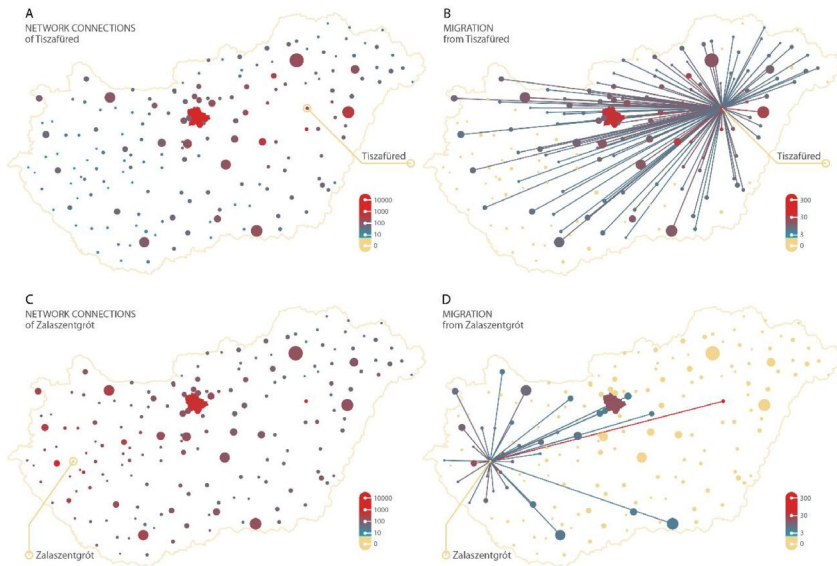 A
NETWORK CONNECTIONS
of Tiszafüred
Tiszafüred
10000
1000
100
10
0
B
MIGRATION
from Tiszafüred
Tiszafüred
300
30
3
0
C
NETWORK CONNECTIONS
of Zalaszentgrót
Zalaszentgrót
10000
1000
100
10
0
D
MIGRATION
from Zalaszentgrót
Zalaszentgrót
300
30
3
0